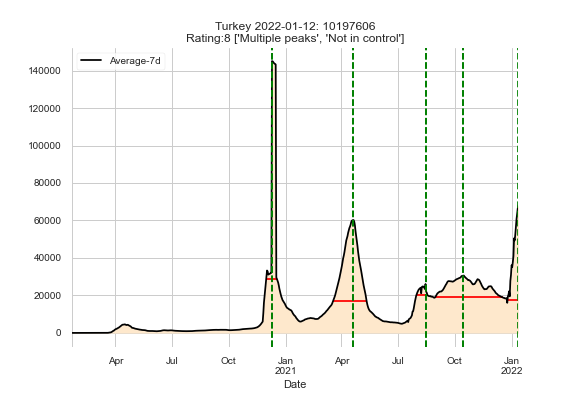 Turkey 2022-01-12: 10197606
Rating:8 ['Multiple peaks', 'Not in control']
Average-7d
140000
120000
100000
80000
60000
40000
20000
0
Apr Jul Oct Jan Apr Jul Oct Jan
2021 2022
Date